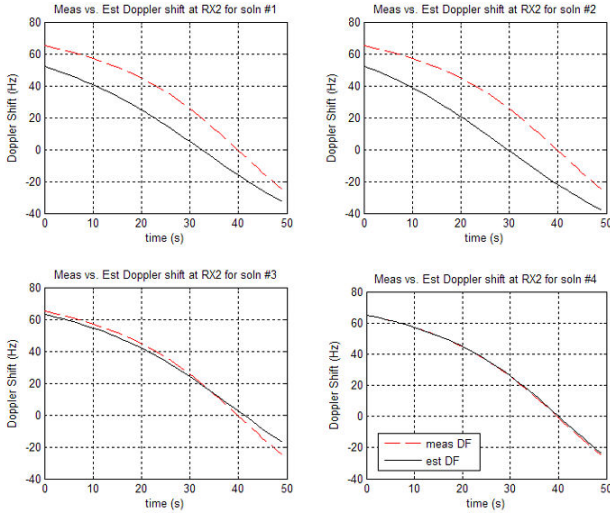 Meas vs. Est Doppler shift at RX2 for soln #1
80
60
40
20
0
-20
-40
Doppler Shift (Hz)
0 10 20 30 40 50
time (s)
Meas vs. Est Doppler shift at RX2 for soln #2
80
60
40
20
0
-20
-40
Doppler Shift (Hz)
0 10 20 30 40 50
time (s)
Meas vs. Est Doppler shift at RX2 for soln #3
80
60
40
20
0
-20
-40
Doppler Shift (Hz)
0 10 20 30 40 50
time (s)
Meas vs. Est Doppler shift at RX2 for soln #4
80
60
40
20
0
-20
-40
Doppler Shift (Hz)
meas DF
est DF
0 10 20 30 40 50
time (s)